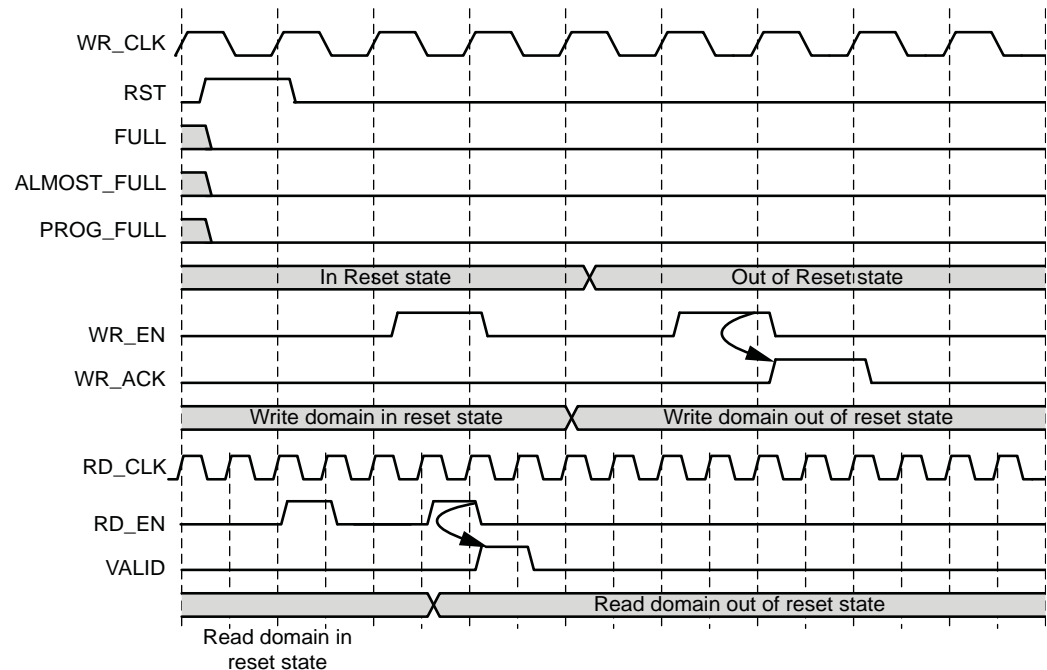 WR_CLK
RST
FULL
ALMOST_FULL
PROG_FULL
In Reset state
Out of Reset state
WR_EN
WR_ACK
Write domain in reset state
Write domain out of reset state
RD_CLK
RD_EN
VALID
Read domain out of reset state
Read domain in
reset state